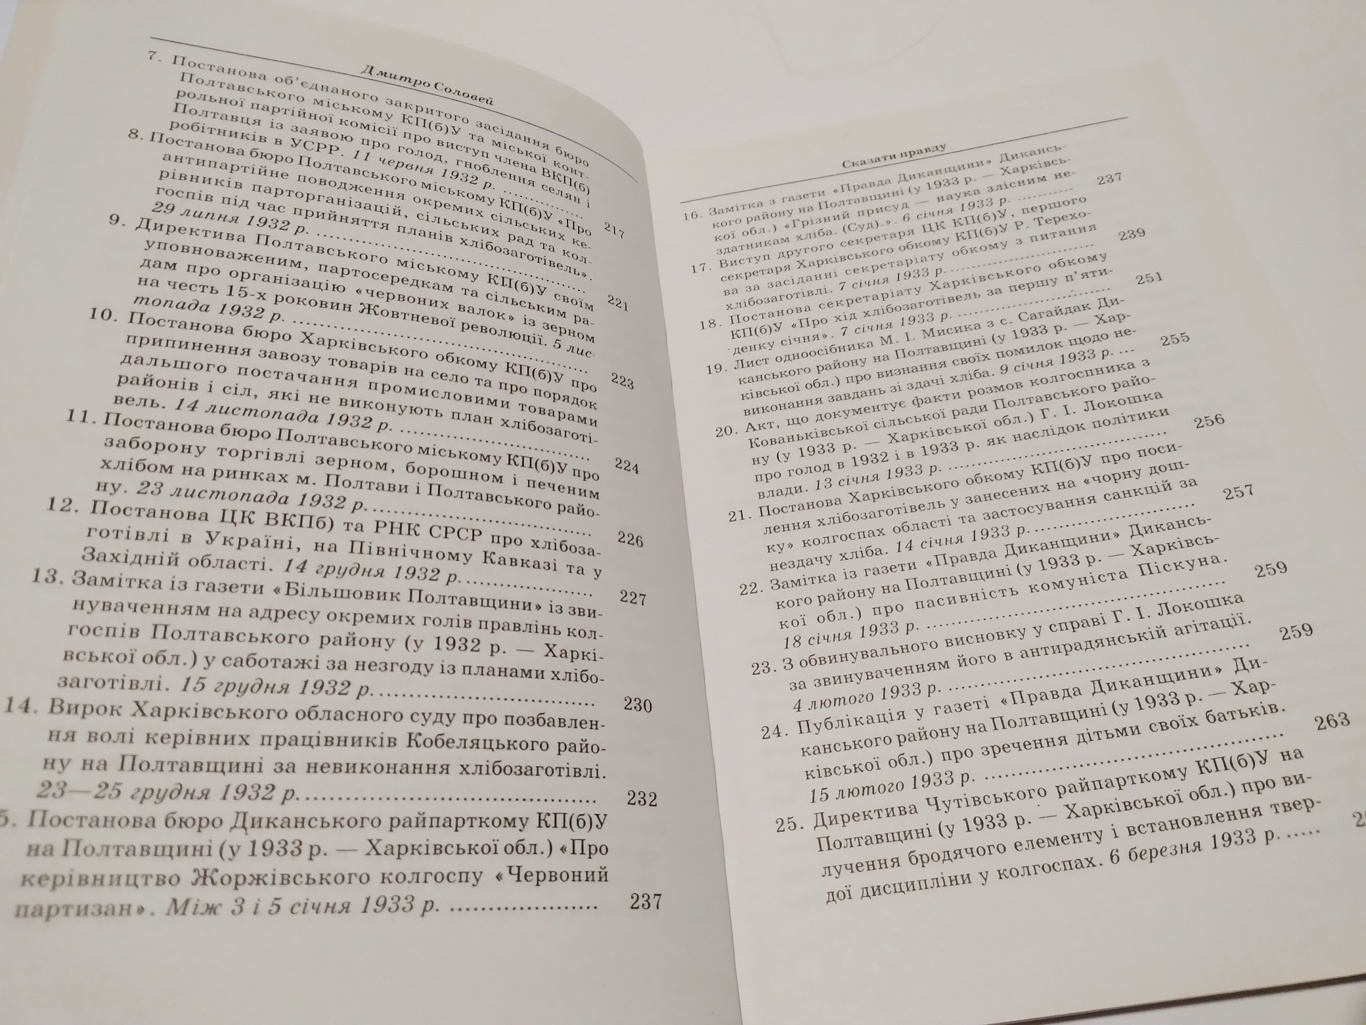 Дмитро Соловей
7. Постанова об'єднаного закритого засідання бюро
Полтавського міському КП(б)У та міської конт-
рольної партійної комісії про виступ члена ВКП(б)
Полтавця із заявою про голод, гноблення селян і
робітників в УСРР. 11 червня 1932 р. .......... 217
8. Постанова бюро Полтавського міському КП(б)У «Про
антипартійне поводження окремих сільських ке-
рівників парторганізацій, сільських рад та кол-
госпів під час прийняття планів хлібозаготівель».
29 липня 1932 р. .......... 221
9. Директива Полтавського міському КП(б)У своїм
уповноваженим, партосередкам та сільським ра-
дам про організацію «червоних валок» із зерном
на честь 15-х роковин Жовтневої революції. 5 лис-
топада 1932 р. .......... 223
10. Постанова бюро Харківського обкому КП(б)У про
припинення завозу товарів на село та про порядок
дальшого постачання промисловими товарами
районів і сіл, які не виконують план хлібозаготі-
вель. 14 листопада 1932 р. .......... 224
11. Постанова бюро Полтавського міському КП(б)У про
заборону торгівлі зерном, борошном і печеним
хлібом на ринках м. Полтави і Полтавського райо-
ну. 23 листопада 1932 р. .......... 226
12. Постанова ЦК ВКПб) та РНК СРСР про хлібоза-
готівлі в Україні, на Північному Кавказі та у
Західній області. 14 грудня 1932 р. .......... 227
13. Замітка із газети «Більшовик Полтавщини» із зви-
нуваченням на адресу окремих голів правлінь кол-
госпів Полтавського району (у 1932 р. — Харкі-
вської обл.) у саботажі за незгоду із планами хлібо-
заготівлі. 15 грудня 1932 р. .......... 230
14. Вирок Харківського обласного суду про позбавлен-
ня волі керівних працівників Кобеляцького райо-
ну на Полтавщині за невиконання хлібозаготівлі.
23—25 грудня 1932 р. .......... 232
5. Постанова бюро Диканського райпарткому КП(б)У
на Полтавщині (у 1933 р. — Харківської обл.) «Про
керівництво Жоржівського колгоспу «Червоний
партизан». Між 3 і 5 січня 1933 р. .......... 237
Сказати правду
16. Замітка з газети «Правда Диканщини» Дикансь-
кого району на Полтавщині (у 1933 р. — Харківсь-
кої обл.) «Грізний присуд — наука злісним не-
здатникам хліба. (Суд).». 6 січня 1933 р. .......... 237
17. Виступ другого секретаря ЦК КП(б)У, першого
секретаря Харківського обкому КП(б)У Р. Терехо-
ва за засіданні секретаріату обкому з питання
хлібозаготівлі. 7 січня 1933 р. .......... 239
18. Постанова секретаріату Харківського обкому
КП(б)У «Про хід хлібозаготівель за першу п'яти-
денку січня». 7 січня 1933 р. .......... 251
19. Лист одноосібника М. І. Мисика з с. Сагайдак Ди-
канського району на Полтавщині (у 1933 р. — Хар-
ківської обл.) про визнання своїх помилок щодо не-
виконання завдань зі здачі хліба. 9 січня 1933 р. .... 255
20. Акт, що документує факти розмов колгоспника з
Кованьківської сільської ради Полтавського райо-
ну (у 1933 р. — Харківської обл.) Г. І. Локошка
про голод в 1932 і в 1933 р. як наслідок політики
влади. 13 січня 1933 р. .......... 256
21. Постанова Харківського обкому КП(б)У про поси-
лення хлібозаготівель у занесених на «чорну дош-
ку» колгоспах області та застосування санкцій за
нездачу хліба. 14 січня 1933 р. .......... 257
22. Замітка із газети «Правда Диканщини» Дикансь-
кого району на Полтавщині (у 1933 р. — Харківсь-
кої обл.) про пасивність комуніста Піскуна.
18 січня 1933 р. .......... 259
23. З обвинувального висновку у справі Г. І. Локошка
за звинуваченням його в антирадянській агітації.
4 лютого 1933 р. .......... 259
24. Публікація у газеті «Правда Диканщини» Ди-
канського району на Полтавщині (у 1933 р. — Хар-
ківської обл.) про зречення дітьми своїх батьків.
15 лютого 1933 р. .......... 263
25. Директива Чутівського райпарткому КП(б)У на
Полтавщині (у 1933 р. — Харківської обл.) про ви-
лучення бродячого елементу і встановлення твер-
дої дисципліни у колгоспах. 6 березня 1933 р. ......